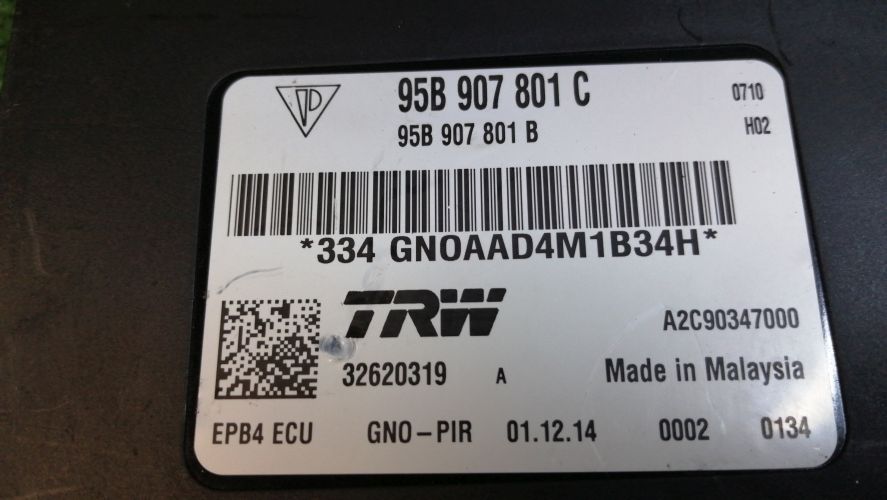 95B 907 801 C
0710
95B 907 801 B
H02
*334 GN0AAD4M1B34H*
TRW
A2C90347000
32620319 A
Made in Malaysia
EPB4 ECU GNO-PIR 01.12.14 0002 0134